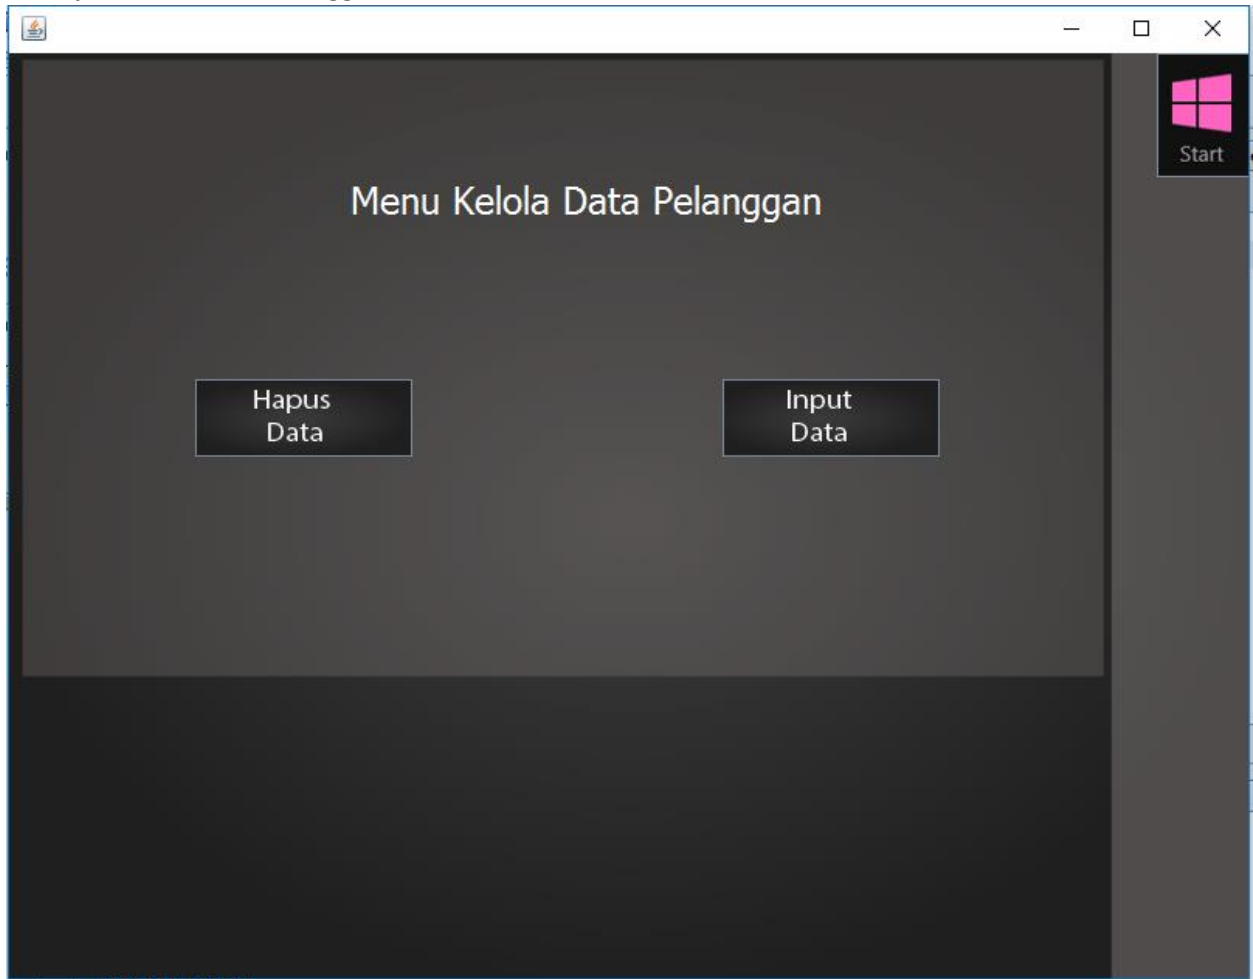 Start
Menu Kelola Data Pelanggan
Hapus
Data
Input
Data